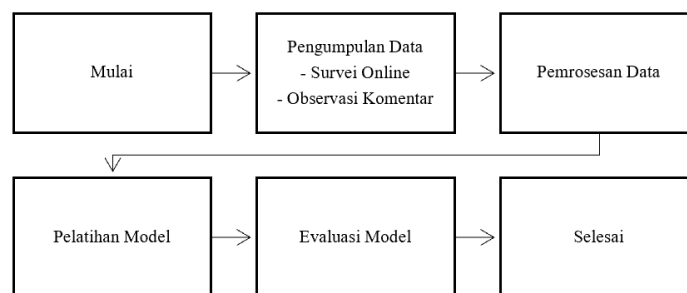 Mulai
Pengumpulan Data
- Survei Online
- Observasi Komentar
Pemrosesan Data
Pelatihan Model
Evaluasi Model
Selesai